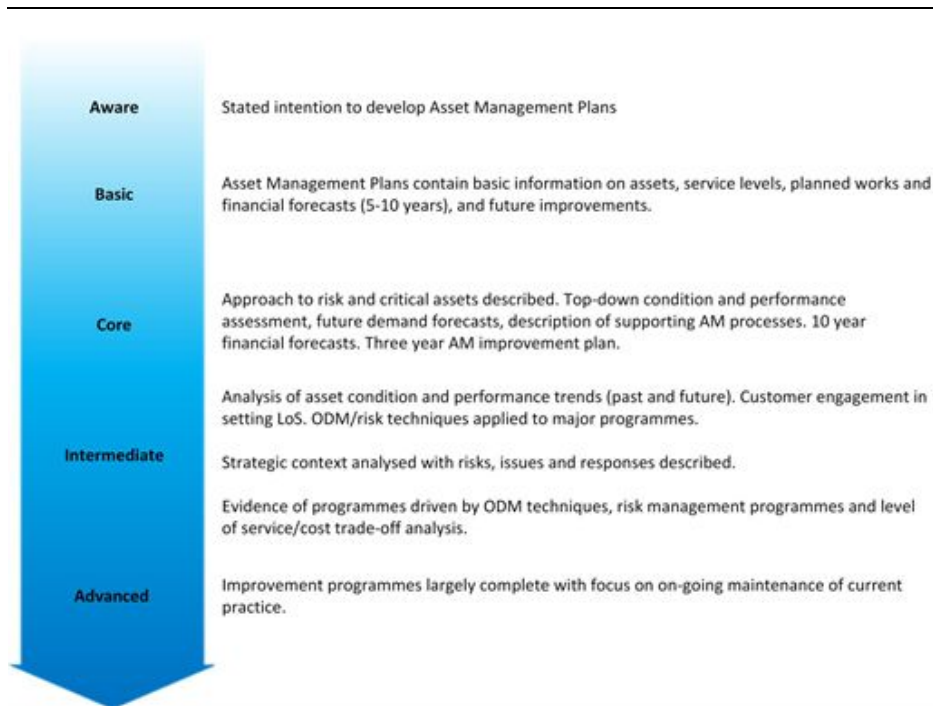 Aware
Stated intention to develop Asset Management Plans
Basic
Asset Management Plans contain basic information on assets, service levels, planned works and
financial forecasts (5-10 years), and future improvements.
Core
Approach to risk and critical assets described. Top-down condition and performance
assessment, future demand forecasts, description of supporting AM processes. 10 year
financial forecasts. Three year AM improvement plan.
Intermediate
Analysis of asset condition and performance trends (past and future). Customer engagement in
setting LoS. ODM/risk techniques applied to major programmes.
Strategic context analysed with risks, issues and responses described.
Evidence of programmes driven by ODM techniques, risk management programmes and level
of service/cost trade-off analysis.
Advanced
Improvement programmes largely complete with focus on on-going maintenance of current
practice.